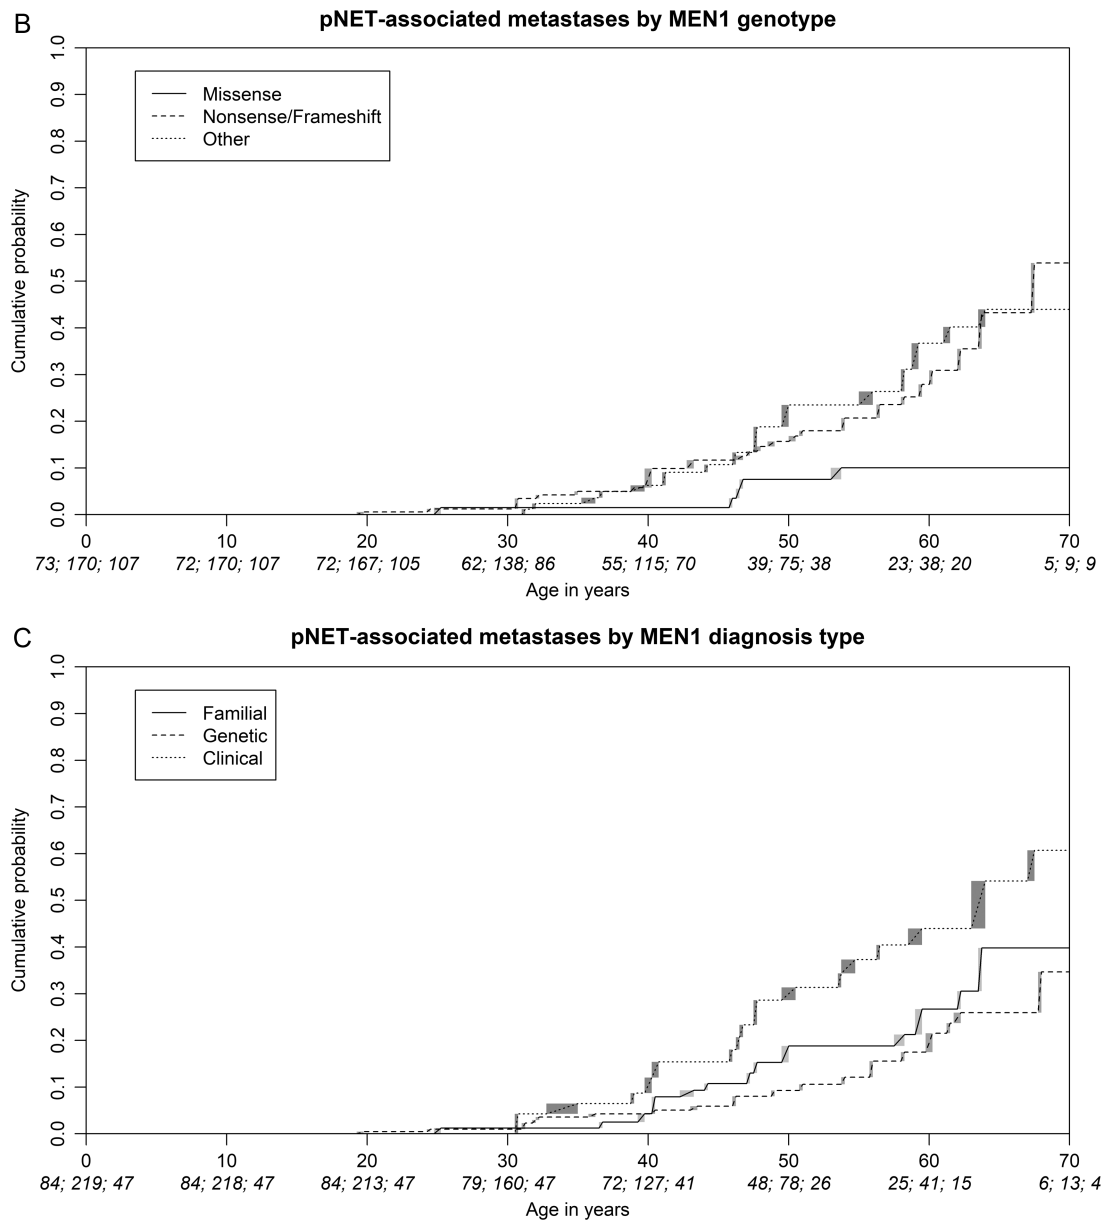 B
pNET-associated metastases by MEN1 genotype
Cumulative probability
1.0
0.9
0.8
0.7
0.6
0.5
0.4
0.3
0.2
0.1
0.0
Missense
Nonsense/Frameshift
Other
0 10 20 30 40 50 60 70
73; 170; 107 72; 170; 107 72; 167; 105 62; 138; 86 55; 115; 70 39; 75; 38 23; 38; 20 5; 9; 9
Age in years
C
pNET-associated metastases by MEN1 diagnosis type
Cumulative probability
1.0
0.9
0.8
0.7
0.6
0.5
0.4
0.3
0.2
0.1
0.0
Familial
Genetic
Clinical
0 10 20 30 40 50 60 70
84; 219; 47 84; 218; 47 84; 213; 47 79; 160; 47 72; 127; 41 48; 78; 26 25; 41; 15 6; 13; 4
Age in years